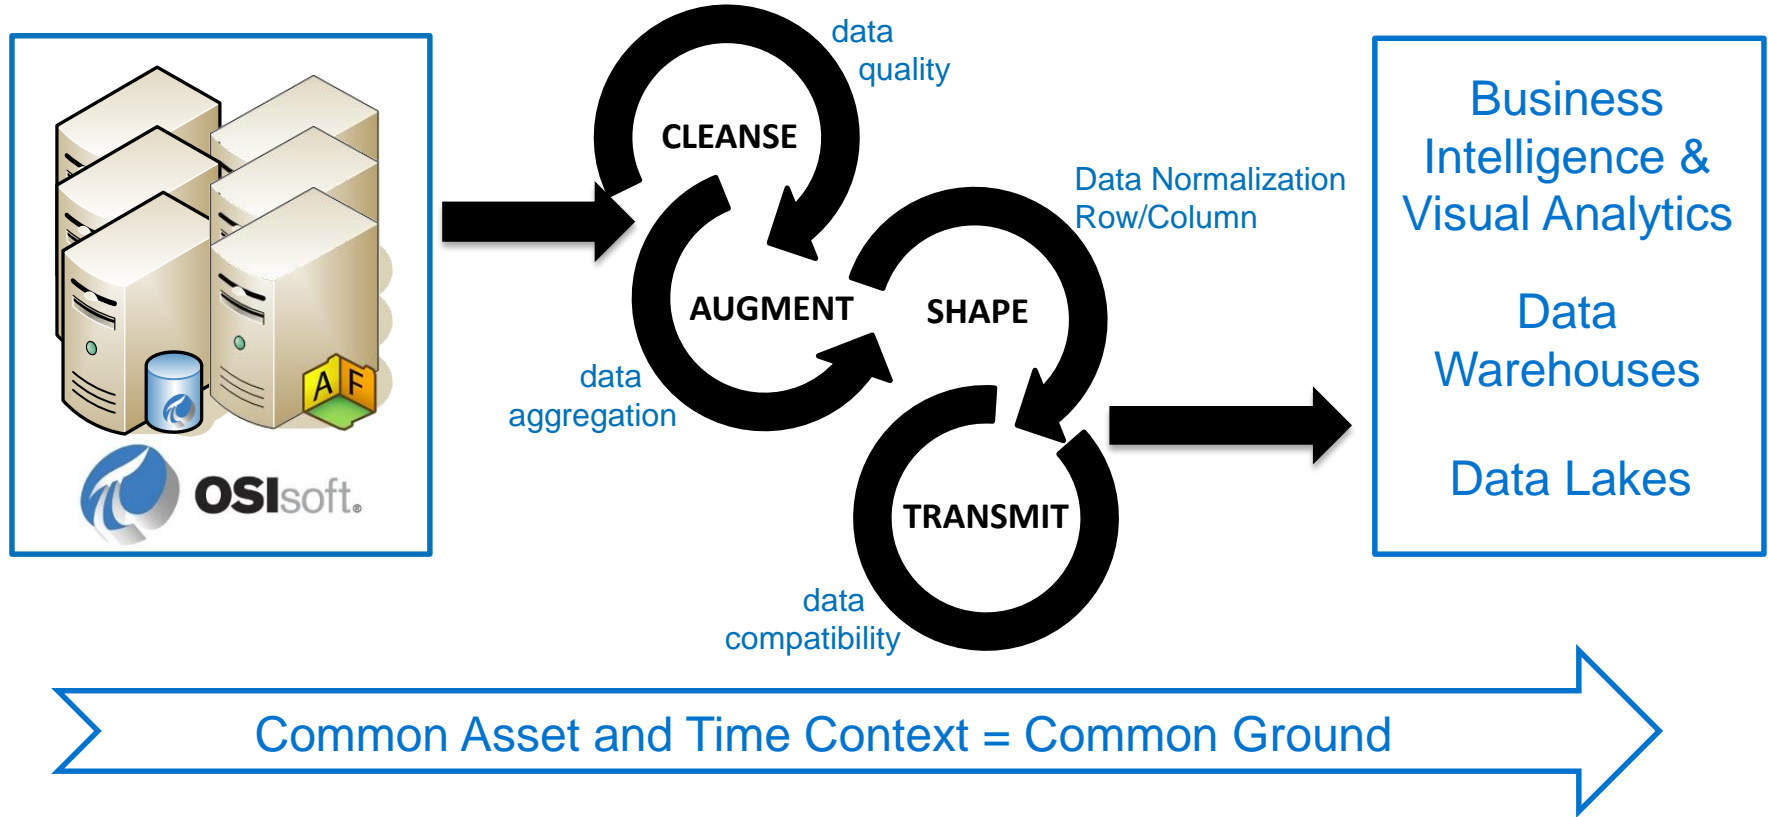 A F
OSIsoft®
data
quality
CLEANSE
AUGMENT
data
aggregation
SHAPE
Data Normalization
Row/Column
TRANSMIT
data
compatibility
Business
Intelligence &
Visual Analytics
Data
Warehouses
Data Lakes
Common Asset and Time Context = Common Ground